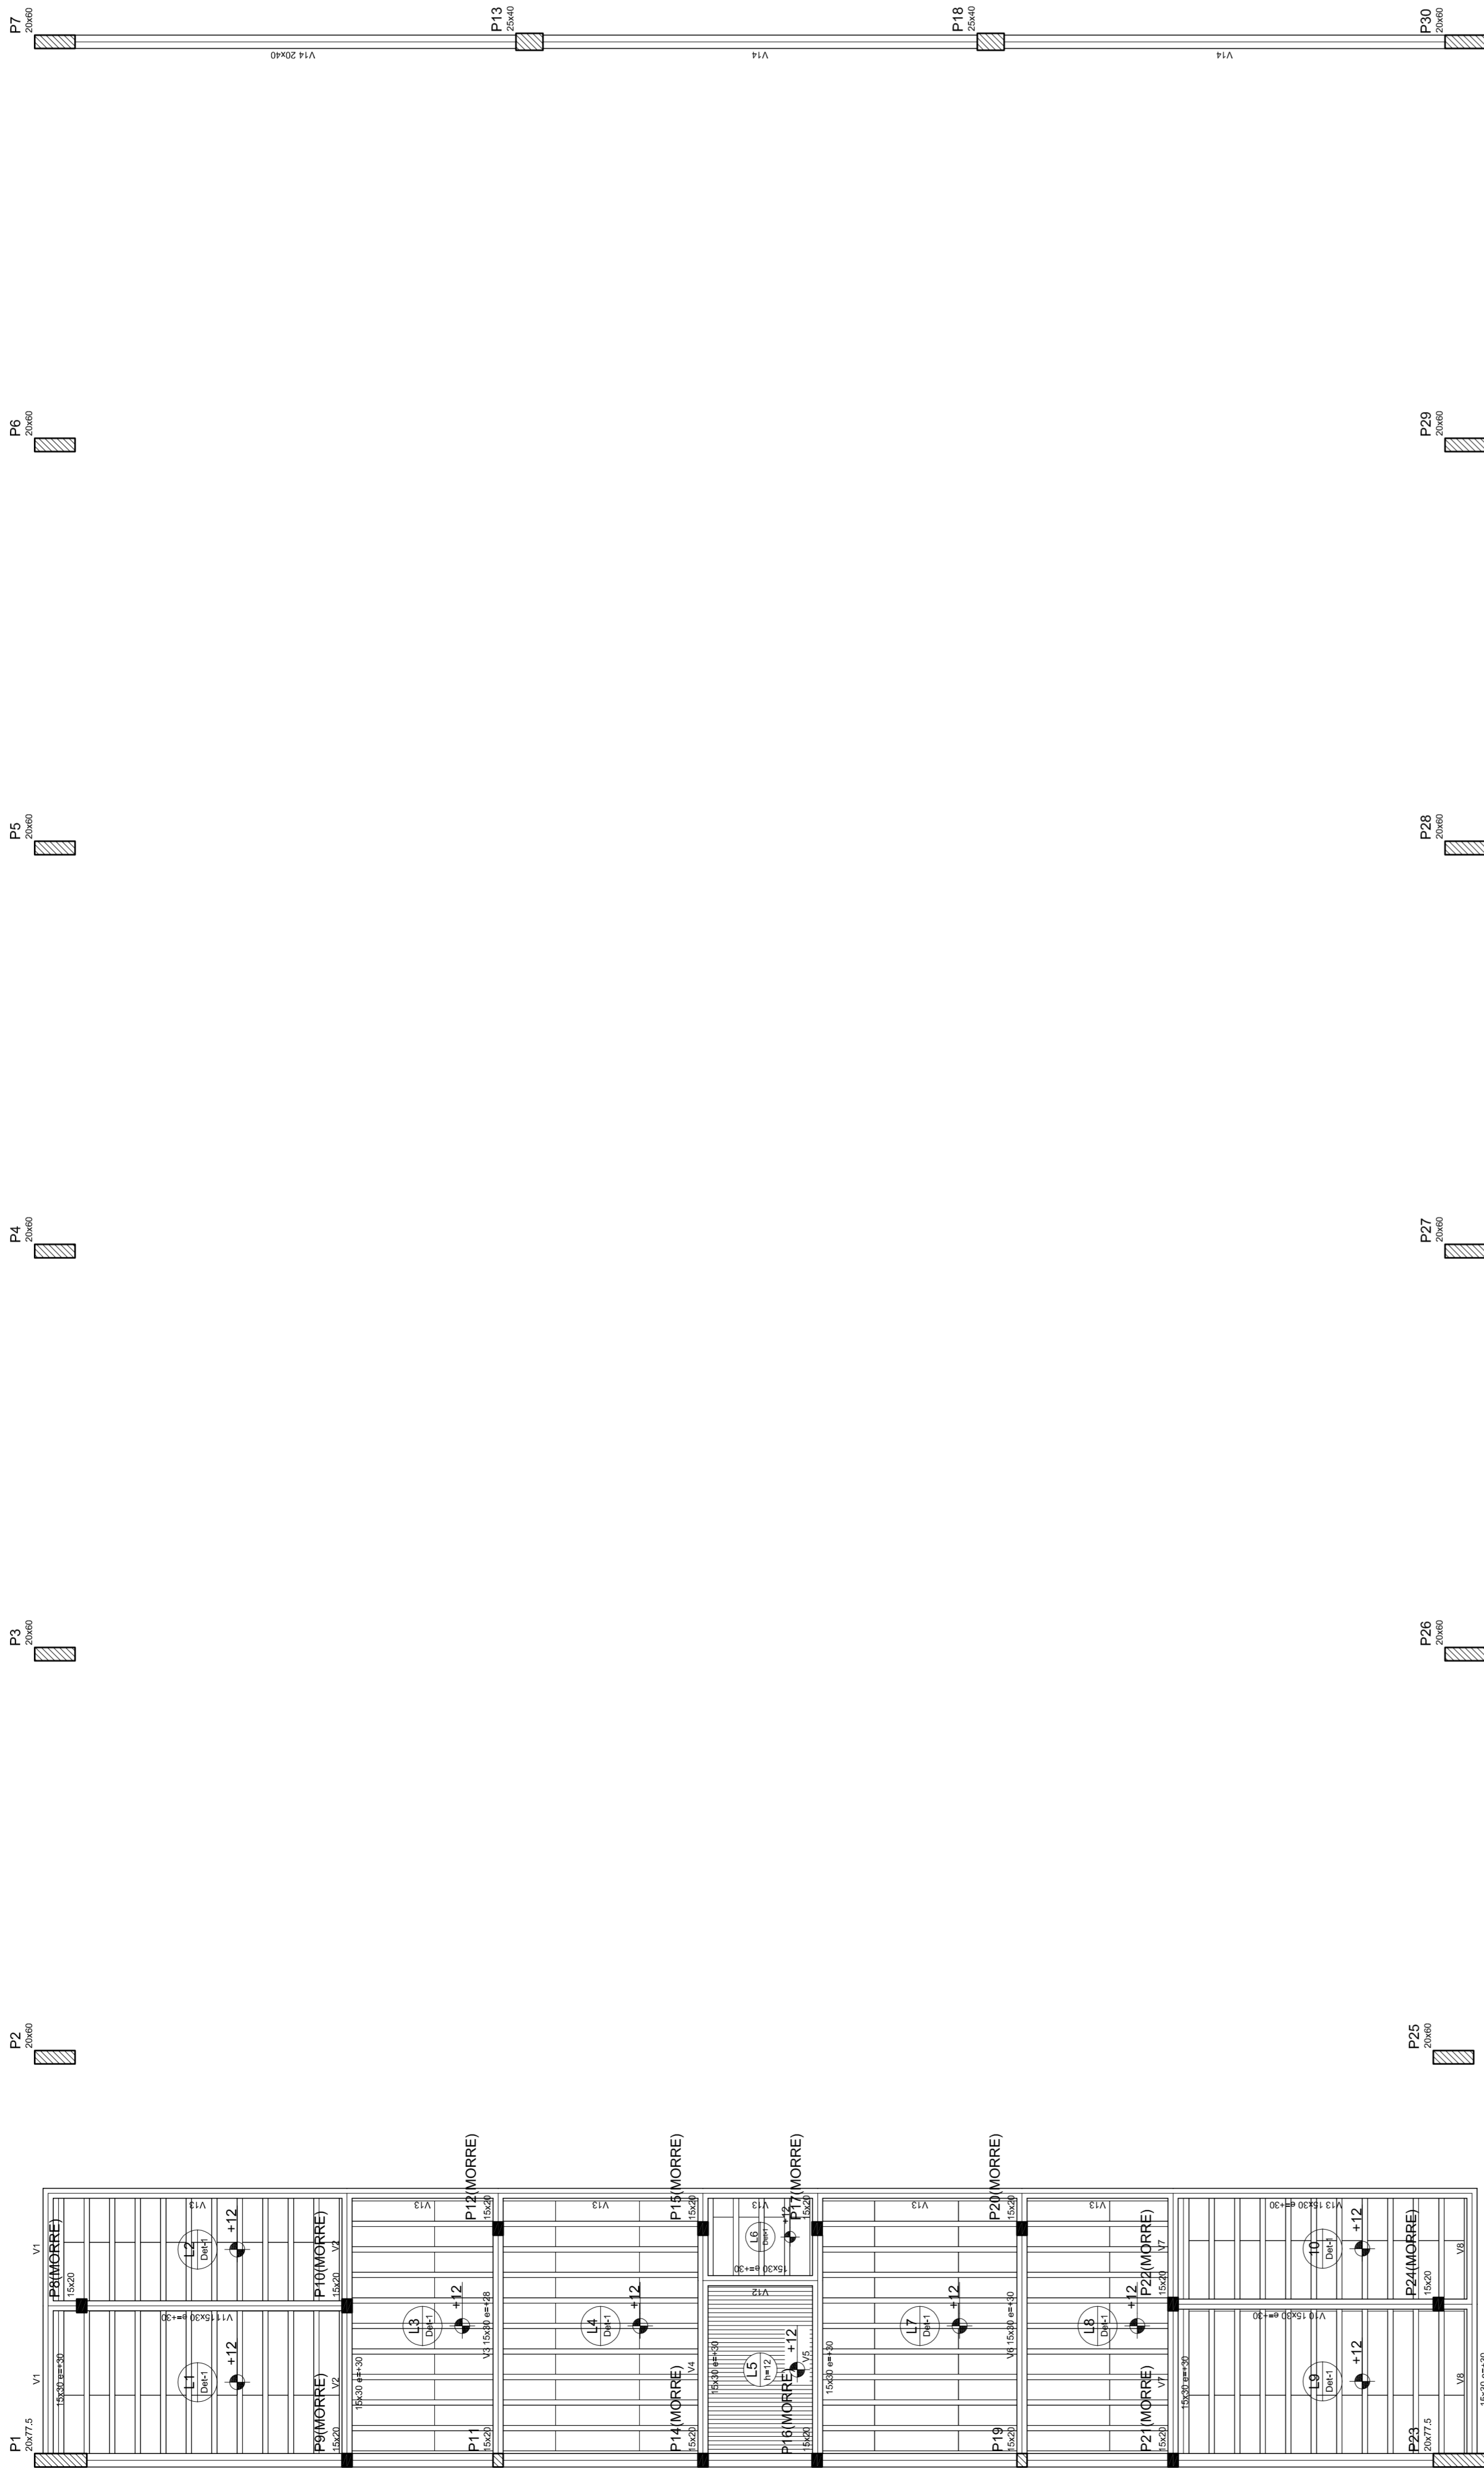 P7
20x60
P13
25x40
P18
25x40
P30
20x60
V14 20x40
V14
V14
P6
20x60
P29
20x60
P5
20x60
P28
20x60
P4
20x60
P27
20x60
P3
20x60
P26
20x60
P2
20x60
P25
20x60
P12(MORRE)
15x20
P15(MORRE)
15x20
P17(MORRE)
15x20
P20(MORRE)
15x20
V1
P8(MORRE)
15x20
L2
Det-1
+12
V13
P10(MORRE)
15x20
V2
V13
V13
V13
L6
Det-1
+12
V13
V13
P22(MORRE)
15x20
V7
V13 15x30 e=+30
10
Det-1
+12
P24(MORRE)
15x20
V8
V11 15x30 e=+30
L3
Det-1
+12
V3 15x30 e=+28
L4
Det-1
+12
15x30 e=+30
V12
L7
Det-1
+12
V6 15x30 e=+30
L8
Det-1
+12
V10 15x30 e=+30
V1
15x30 e=+30
L1
Det-1
+12
V2
15x30 e=+30
V4
15x30 e=+30
L5
h=12
+12
V5
15x30 e=+30
V7
15x30 e=+30
L9
Det-1
+12
V8
15x30 e=+30
P1
20x77.5
P9(MORRE)
15x20
P11
15x20
P14(MORRE)
15x20
P16(MORRE)
15x20
P19
15x20
P21(MORRE)
15x20
P23
20x77.5